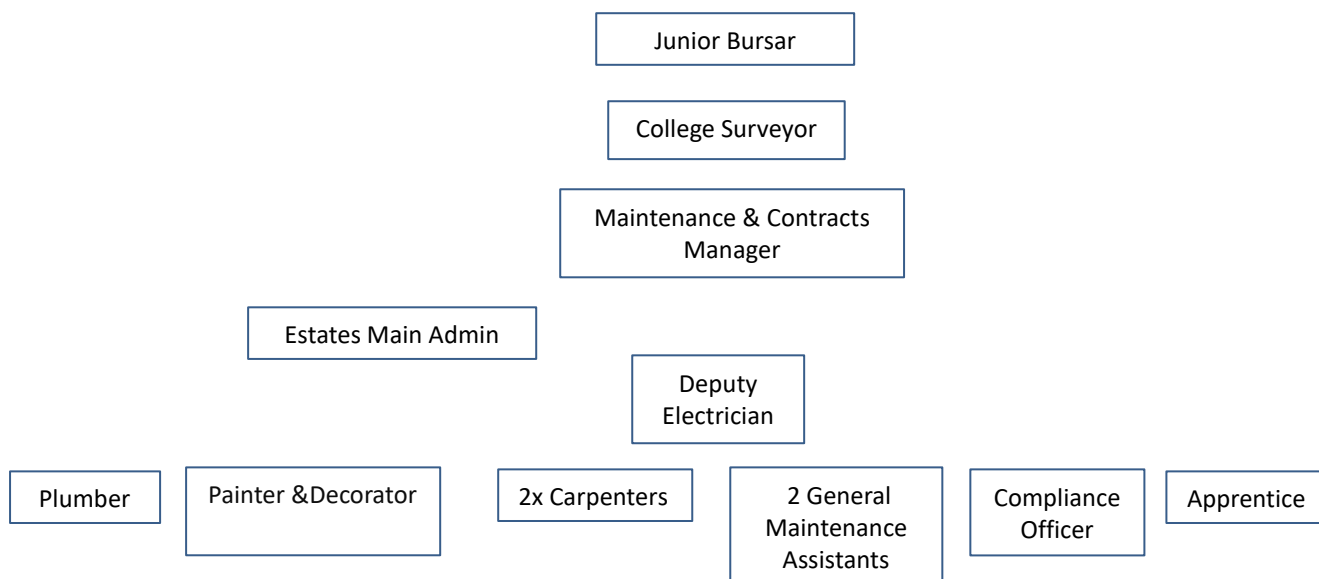 Junior Bursar
College Surveyor
Maintenance & Contracts
Manager
Estates Main Admin
Deputy
Electrician
Plumber
Painter &Decorator
2x Carpenters
2 General
Maintenance
Assistants
Compliance
Officer
Apprentice